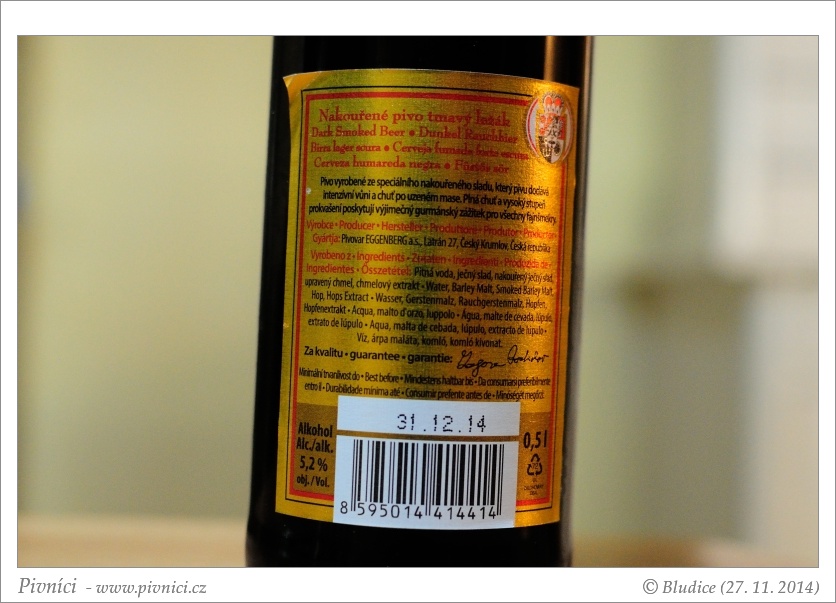 Nakouřené pivo tmavý ležák
Dark Smoked Beer • Dunkel Rauchbier
Birra lager scura • Cerveja fumada forte escura
Cerveza humareda negra • Füstös sör
Pivo vyrobené ze speciálního nakouřeného sladu, který pivu dodává
intenzivní vůni a chuť po uzeném mase. Plná chuť a vysoký stupeň
prokvašení poskytují výjimečný gurmánský zážitek pro všechny fajnšmekry.
Výrobce • Producer • Hersteller • Produttore • Produtor •
Gyártja: Pivovar EGGENBERG a.s., Latrán 27, Český Krumlov, Česká republika
Vyrobeno z • Ingredients • Zutaten • Ingredienti •
Ingredientes • Összetétel: Pitná voda, ječný slad, nakouřený ječný slad,
upravený chmel, chmelový extrakt • Water, Barley Malt, Smoked Barley Malt,
Hop, Hops Extract • Wasser, Gerstenmalz, Rauchgerstenmalz, Hopfen,
Hopfenextrakt • Acqua, malto d'orzo, luppolo • Água, malte de cevada, lúpulo,
extrato de lúpulo • Aqua, malta de cebada, lúpulo, extracto de lúpulo •
Víz, árpa maláta, komló, komló kivonat.
Za kvalitu • guarantee • garantie:
Minimální trvanlivost do • Best before • Mindestens haltbar bis • Da consumarsi preferibilmente
entro il • Durabilidade mínima até • Consumir preferente antes de • Minőségét megőrzi:
31.12.14
Alkohol
Alc./alk.
5,2 %
obj. / Vol.
0,5 l
8 595014 414414
Pivníci - www.pivnici.cz
© Bludice (27. 11. 2014)